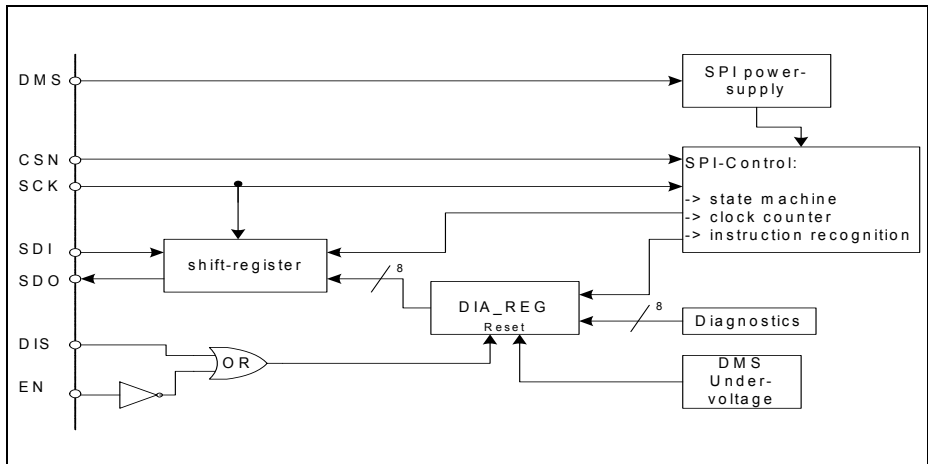 DMS
SPI power-
supply
CSN
SCK
SPI-Control:
-> state machine
-> clock counter
-> instruction recognition
SDI
SDO
shift-register
8
DIA_REG
Reset
8
Diagnostics
DIS
EN
OR
DMS
Under-
voltage